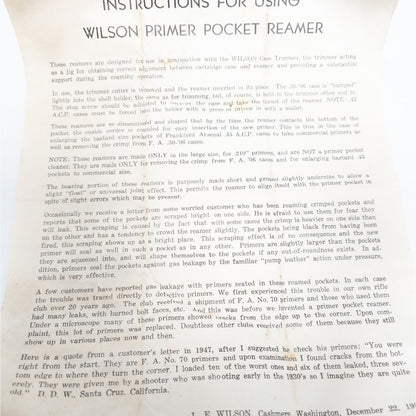 INSTRUCTIONS FOR USING
WILSON PRIMER POCKET REAMER
These reamers are designed for use in conjunction with the WILSON Case Trimmer, the trimmer acting
as a jig for obtaining correct alignment between cartridge case and reamer and providing a substantial
support during the reaming operation.
In use, the trimmer cutter is removed and the reamer inserted in its place. The .30-'06 case is "bumped"
lightly into the shell holder, the same as for trimming, but, of course, is held in the trimmer other end to.
The stop screw should be adjusted to support the case and take the thrust of the reamer. NOTE: .45
A.C.P. cases must be forced into the holder with a press or driven in with a mallet.
These reamers are so dimensioned and shaped that by the time the reamer contacts the bottom of the
pocket the inside corner is rounded for easy insertion of the new primer. This is true in the case of
enlarging the bastard size pockets of Frankford Arsenal .45 A.C.P. cases to take commercial primers as
well as removing the crimp from F.A. .30-'06 cases.
NOTE: These reamers are made ONLY in the large size, for .210" primers, and are NOT a primer pocket
cleaner. They are made ONLY for removing the crimp from F. A. '06 cases and for enlarging bastard .45
pockets to commercial size.
The bearing portion of these reamers is purposely made short and ground slightly undersize to allow a
slight "float" or universal joint effect. This permits the reamer to align itself with the primer pocket in
spite of slight errors which may be present.
Occasionally we receive a letter from some worried customer who has been reaming crimped pockets and
reports that some of the pockets are scraped bright on one side. He is afraid to use them for fear they
will leak. This scraping is caused by the fact that with some cases the crimp is heavier on one side than
on the other and has a tendency to crowd the reamer slightly. The pockets being black from having been
fired, this scraping shows up as a bright place. This scraping effect is of no consequence and the new
primer will seal as well in such a pocket as in any other. Primers are slightly larger than the pockets
they are squeezed into, and will shape themselves to the pockets if any out-of-roundness exists. In ad-
dition, primers seal the pockets against gas leakage by the familiar "pump leather" action under pressure,
which is very effective.
A few customers have reported gas leakage with primers seated in these reamed pockets. In each case
the trouble was traced directly to defective primers. We first experienced this trouble in our own rifle
club over 20 years ago. The club received a shipment of F. A. No. 70 primers and those who used them
had many leaks, with burned bolt faces, etc. And this was before we invented a primer pocket reamer.
Under a microscope many of these primers showed cracks from the edge up to the corner. Upon com-
plaint, this lot of primers was replaced. Doubtless other clubs received some of them because they still
show up in various places now and then.
Here is a quote from a customer's letter in 1947, after I suggested he check his primers: "You were
right from the start. They are F. A. No. 70 primers and upon examination I found cracks from the bot-
tom edge to where they rounded over. I loaded ten of the worst ones and six of them leaked, three sev-
erely. They were given me by a shooter who was shooting early in the 1930's so I imagine they are quite
old." D. D. W., Santa Cruz, California.
L. E. WILSON, Cashmere, Washington, December 22, 19